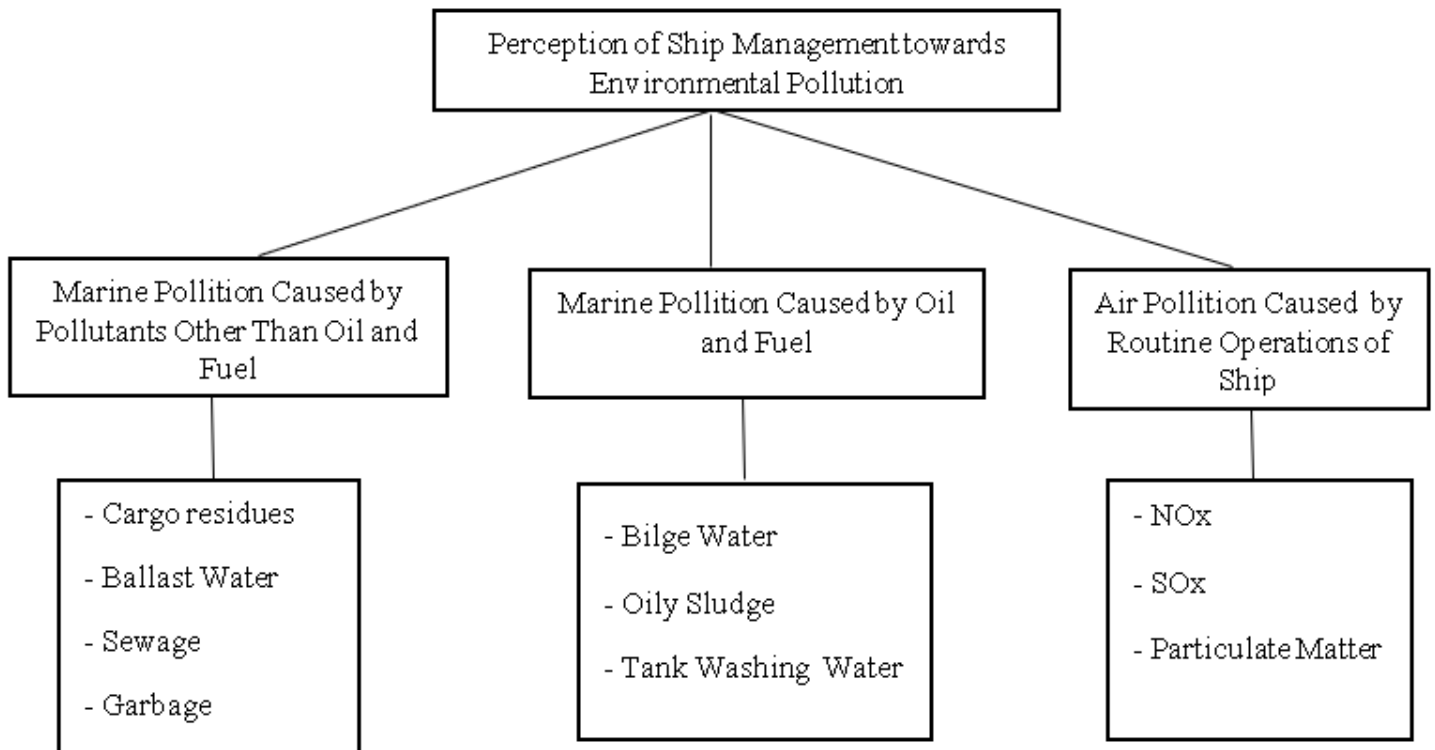 Perception of Ship Management towards
Environmental Pollution
Marine Pollition Caused by
Pollutants Other Than Oil and
Fuel
Marine Pollition Caused by Oil
and Fuel
Air Pollition Caused by
Routine Operations of
Ship
- Cargo residues
- Ballast Water
- Sewage
- Garbage
- Bilge Water
- Oily Sludge
- Tank Washing Water
- NOx
- SOx
- Particulate Matter